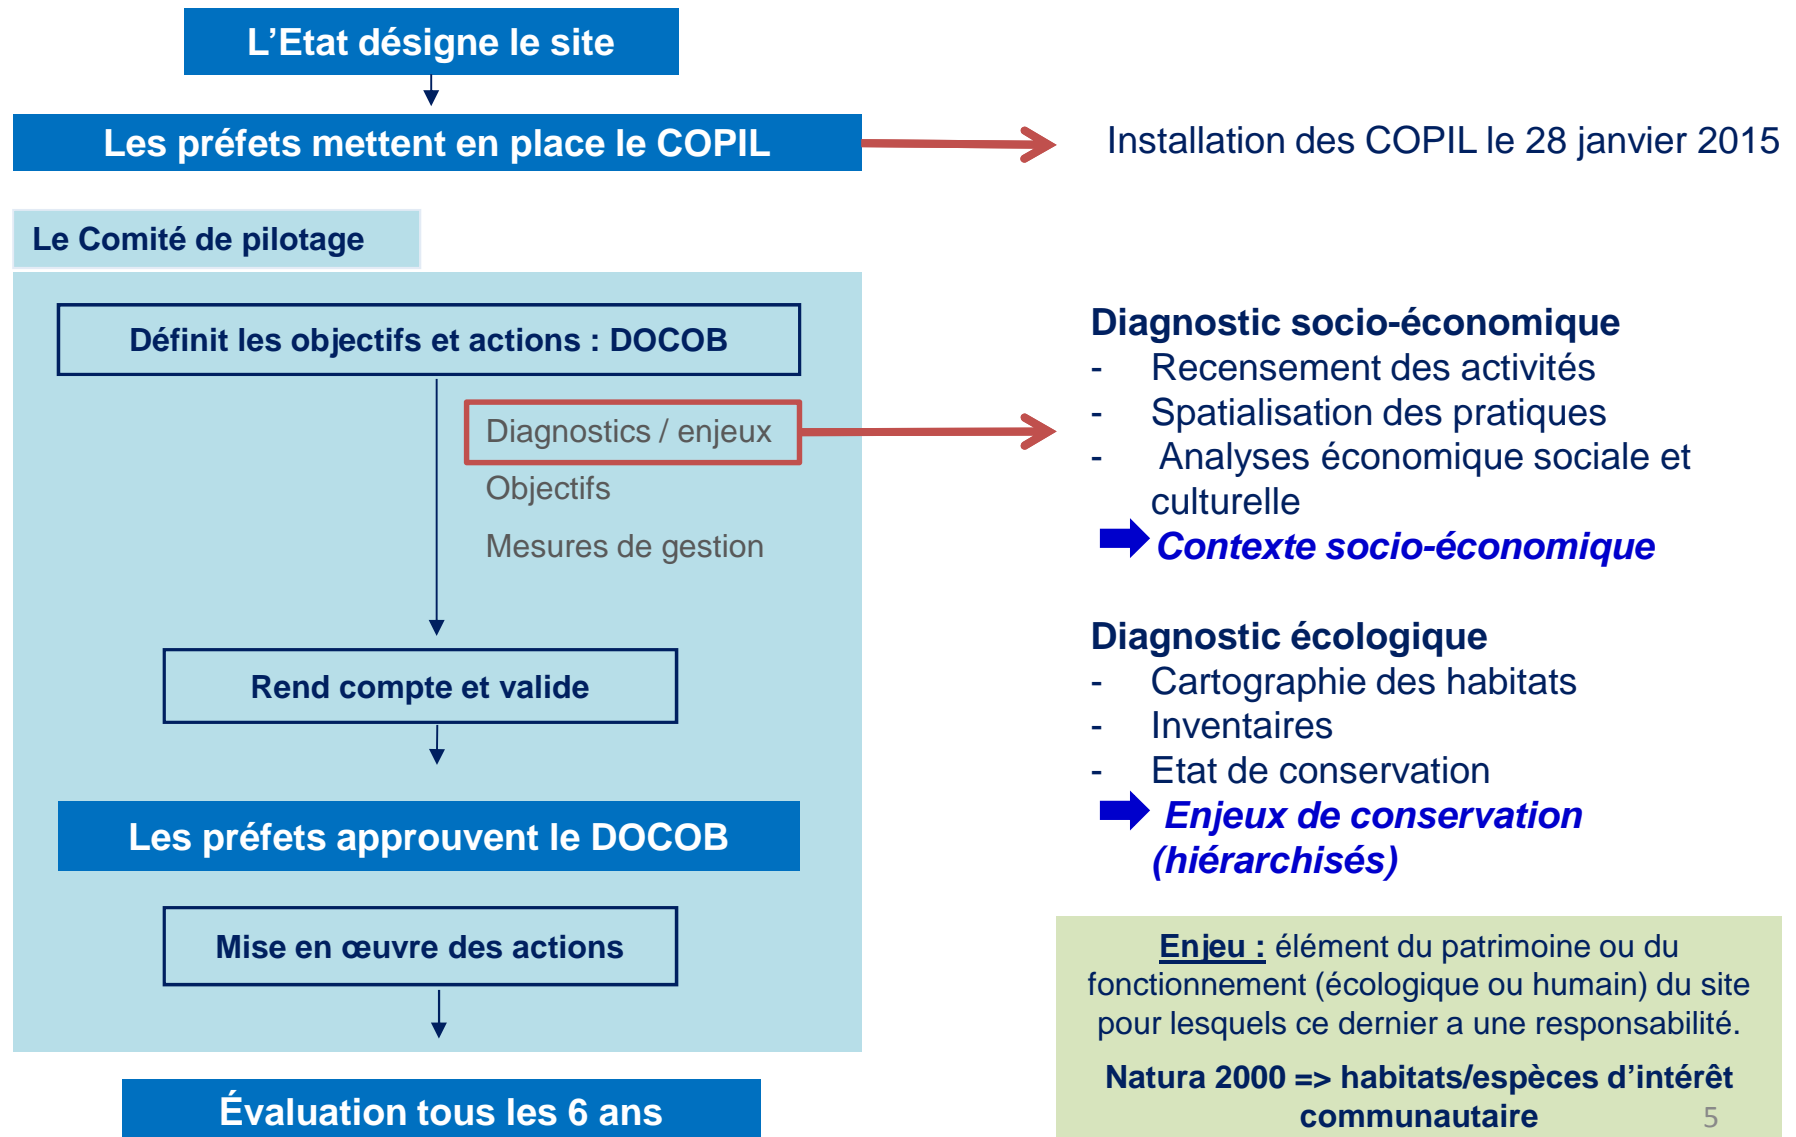 L’Etat désigne le site
Les préfets mettent en place le COPIL
Installation des COPIL le 28 janvier 2015
Le Comité de pilotage
Définit les objectifs et actions : DOCOB
Diagnostics / enjeux
Objectifs
Mesures de gestion
Rend compte et valide
Les préfets approuvent le DOCOB
Mise en œuvre des actions
Évaluation tous les 6 ans
Diagnostic socio-économique
- Recensement des activités
- Spatialisation des pratiques
- Analyses économique sociale et
culturelle
Contexte socio-économique
Diagnostic écologique
- Cartographie des habitats
- Inventaires
- Etat de conservation
Enjeux de conservation
(hiérarchisés)
Enjeu : élément du patrimoine ou du
fonctionnement (écologique ou humain) du site
pour lesquels ce dernier a une responsabilité.
Natura 2000 => habitats/espèces d’intérêt
communautaire
5